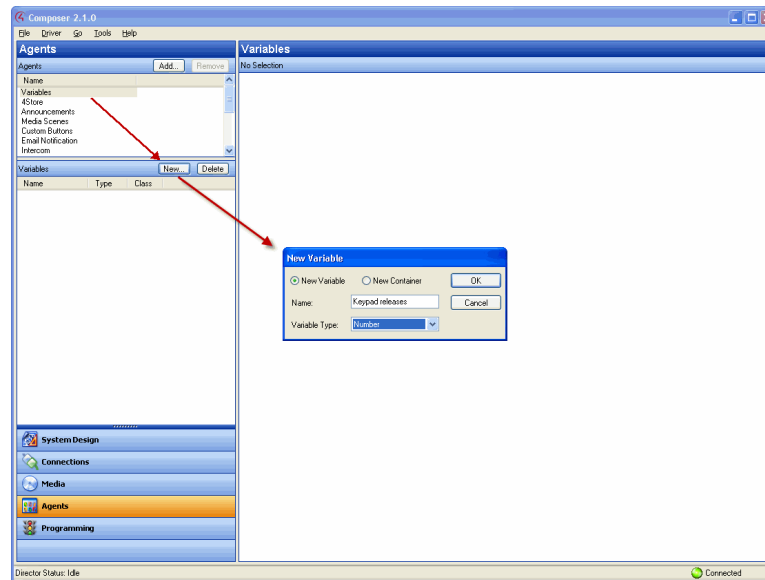 Composer 2.1.0
File Driver Go Tools Help
Agents
Agents Add... Remove
Name
Variables
4Store
Announcements
Media Scenes
Custom Buttons
Email Notification
Intercom
Variables New... Delete
Name Type Class
System Design
Connections
Media
Agents
Programming
Director Status: Idle
Variables
No Selection
New Variable
New Variable New Container OK
Name: Keypad releases Cancel
Variable Type: Number
Connected